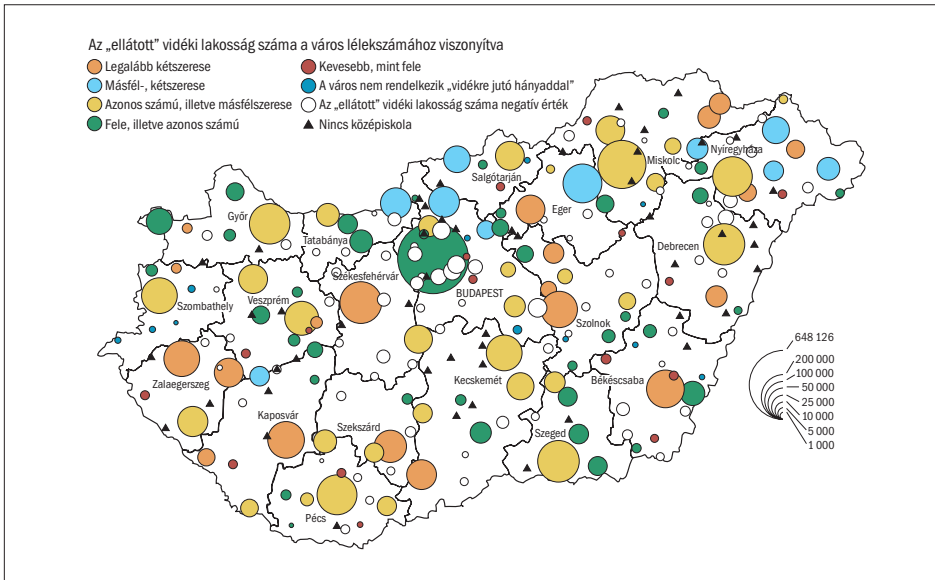 Az „ellátott” vidéki lakosság száma a város lélekszámához viszonyítva
Legalább kétszerese
Másfél-, kétszerese
Azonos számú, illetve másfélszerese
Fele, illetve azonos számú
Kevesebb, mint fele
A város nem rendelkezik „vidékre jutó hányaddal”
Az „ellátott” vidéki lakosság száma negatív érték
Nincs középiskola
Miskolc
Nyíregyháza
Salgótarján
Eger
Győr
Tatabánya
Debrecen
Székesfehérvár
BUDAPEST
Szombathely
Veszprém
Szolnok
Zalaegerszeg
Kecskemét
Békéscsaba
Kaposvár
Szekszárd
Szeged
Pécs
648 126
200 000
100 000
50 000
25 000
10 000
5 000
1 000